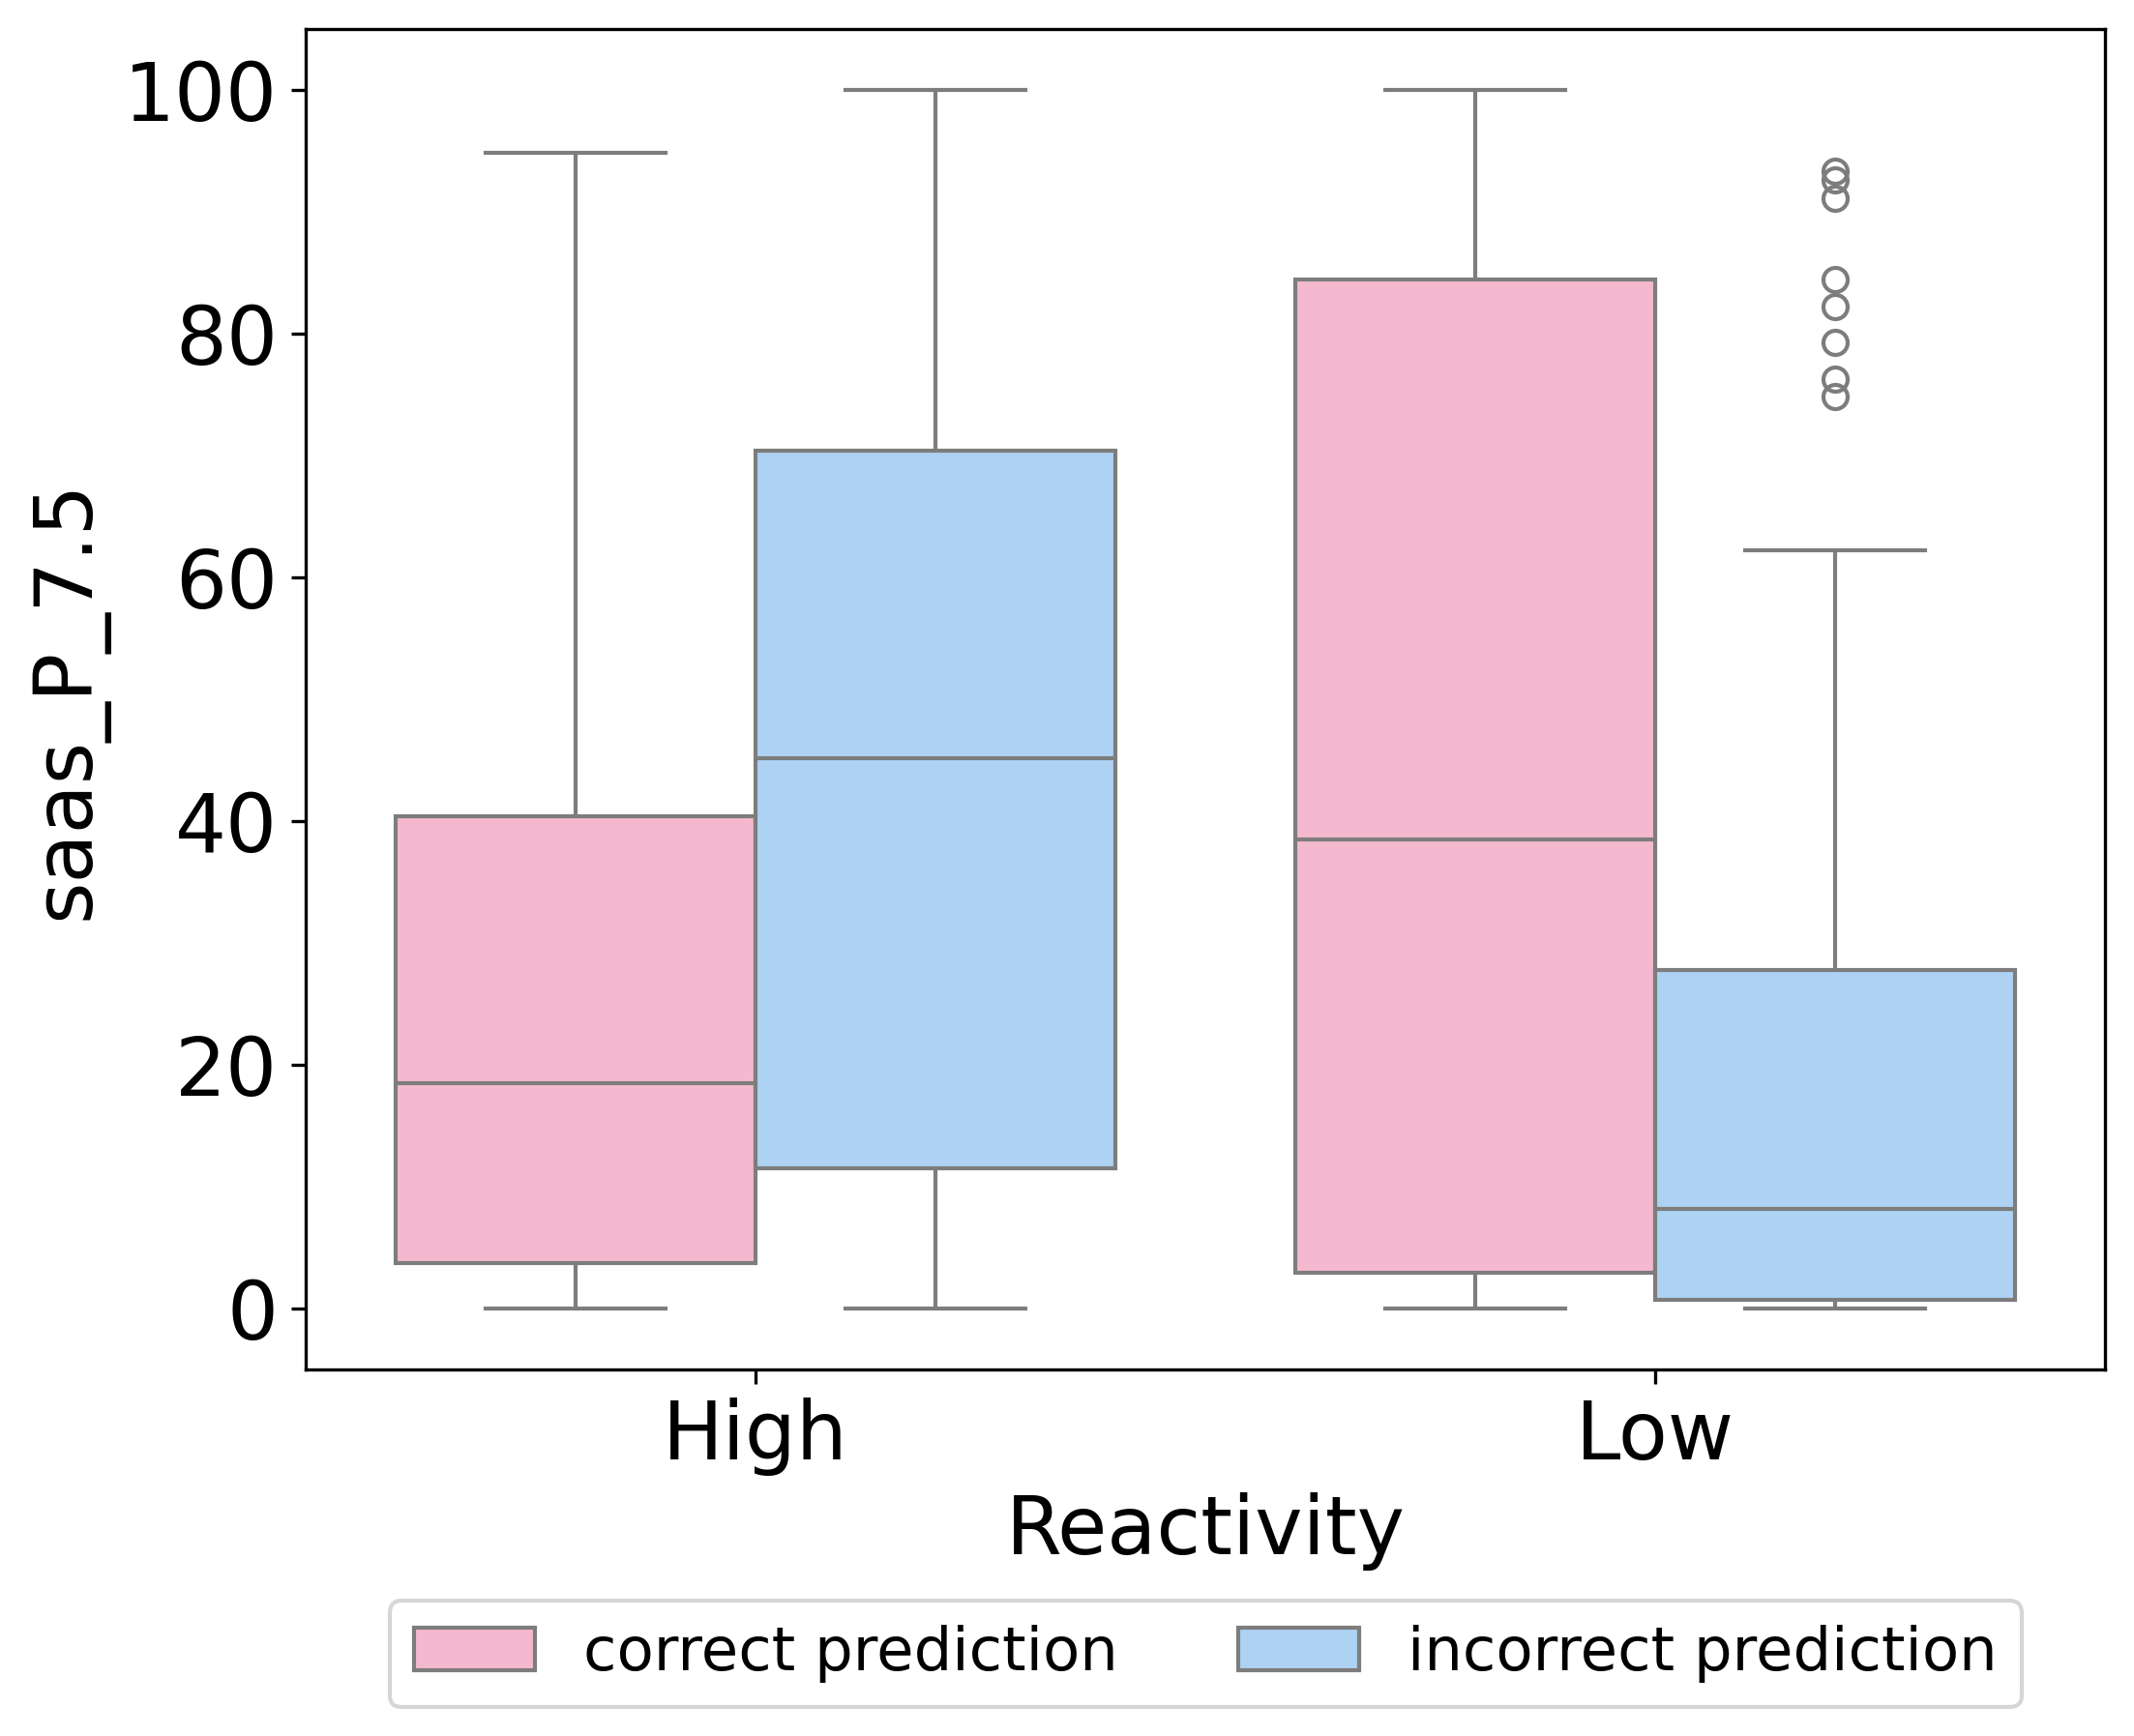 100
80
60
40
20
0
saas_P_7.5
High
Low
Reactivity
correct prediction
incorrect prediction